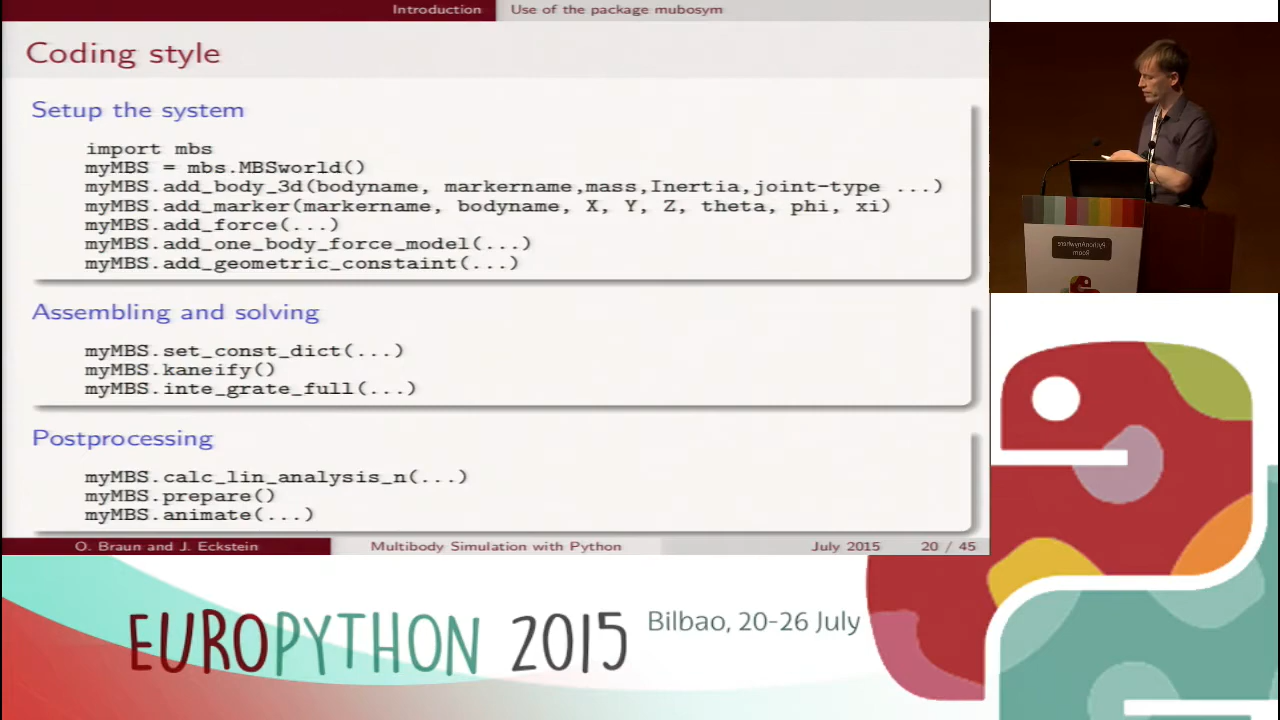 Introduction
Use of the package mubosym
Coding style
Setup the system
import mbs
myMBS = mbs.MBSworld()
myMBS.add_body_3d(bodyname, markername,mass,Inertia,joint-type ...)
myMBS.add_marker(markername, bodyname, X, Y, Z, theta, phi, xi)
myMBS.add_force(...)
myMBS.add_one_body_force_model(...)
myMBS.add_geometric_constaint(...)
Assembling and solving
myMBS.set_const_dict(...)
myMBS.kaneify()
myMBS.inte_grate_full(...)
Postprocessing
myMBS.calc_lin_analysis_n(...)
myMBS.prepare()
myMBS.animate(...)
O. Braun and J. Eckstein
Multibody Simulation with Python
July 2015
20 / 45
PythonAnywhere
Room
EUROPYTHON 2015
Bilbao, 20-26 July